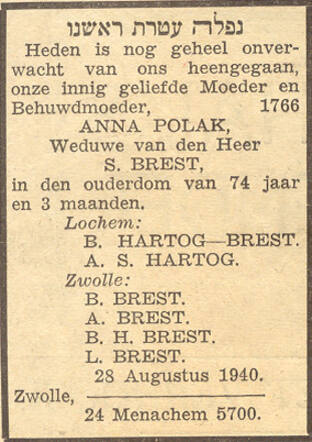 נפלה עטרת ראשנו
Heden is nog geheel onver-
wacht van ons heengegaan,
onze innig geliefde Moeder en
Behuwdmoeder, 1766
ANNA POLAK,
Weduwe van den Heer
S. BREST,
in den ouderdom van 74 jaar
en 3 maanden.
Lochem:
B. HARTOG—BREST.
A. S. HARTOG.
Zwolle:
B. BREST.
A. BREST.
B. H. BREST.
L. BREST.
28 Augustus 1940.
Zwolle,
24 Menachem 5700.